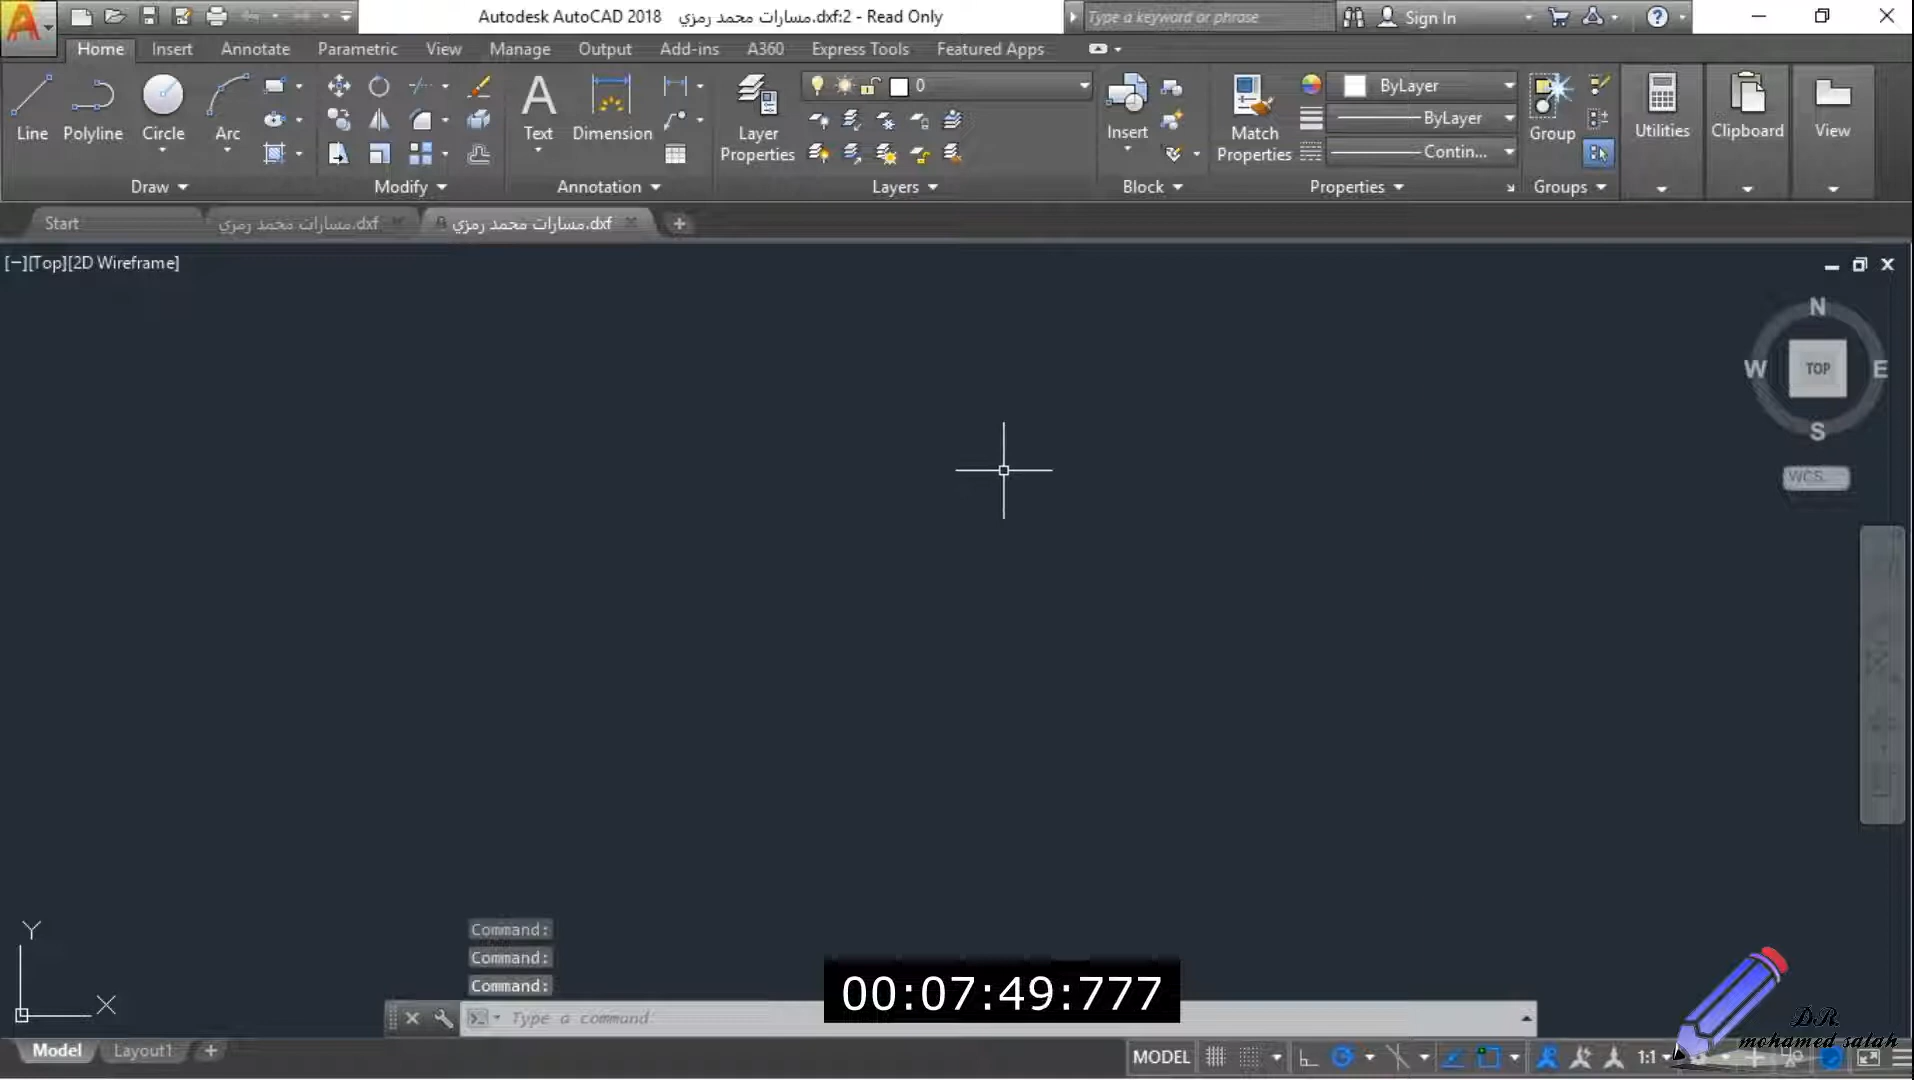 Autodesk AutoCAD 2018 مسارات محمد رمزي.dxf:2 - Read Only
Type a keyword or phrase
Sign In
Home Insert Annotate Parametric View Manage Output Add-ins A360 Express Tools Featured Apps
0
ByLayer
ByLayer
Contin...
Line Polyline Circle Arc Text Dimension Layer Properties Insert Match Properties Group Utilities Clipboard View
Draw Modify Annotation Layers Block Properties Groups
Start مسارات محمد رمزي.dxf مسارات محمد رمزي.dxf
[−][Top][2D Wireframe]
N
W TOP E
S
WCS
Y
X
Command:
Command:
Command:
00:07:49:777
Type a command
Model Layout1
MODEL
1:1
DR.
mohamed salah